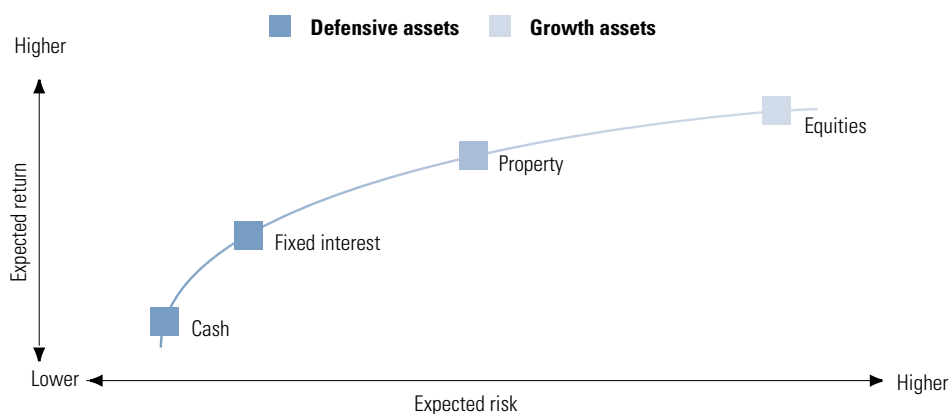 Defensive assets
Growth assets
Higher
Equities
Property
Expected return
Fixed interest
Cash
Lower
Higher
Expected risk